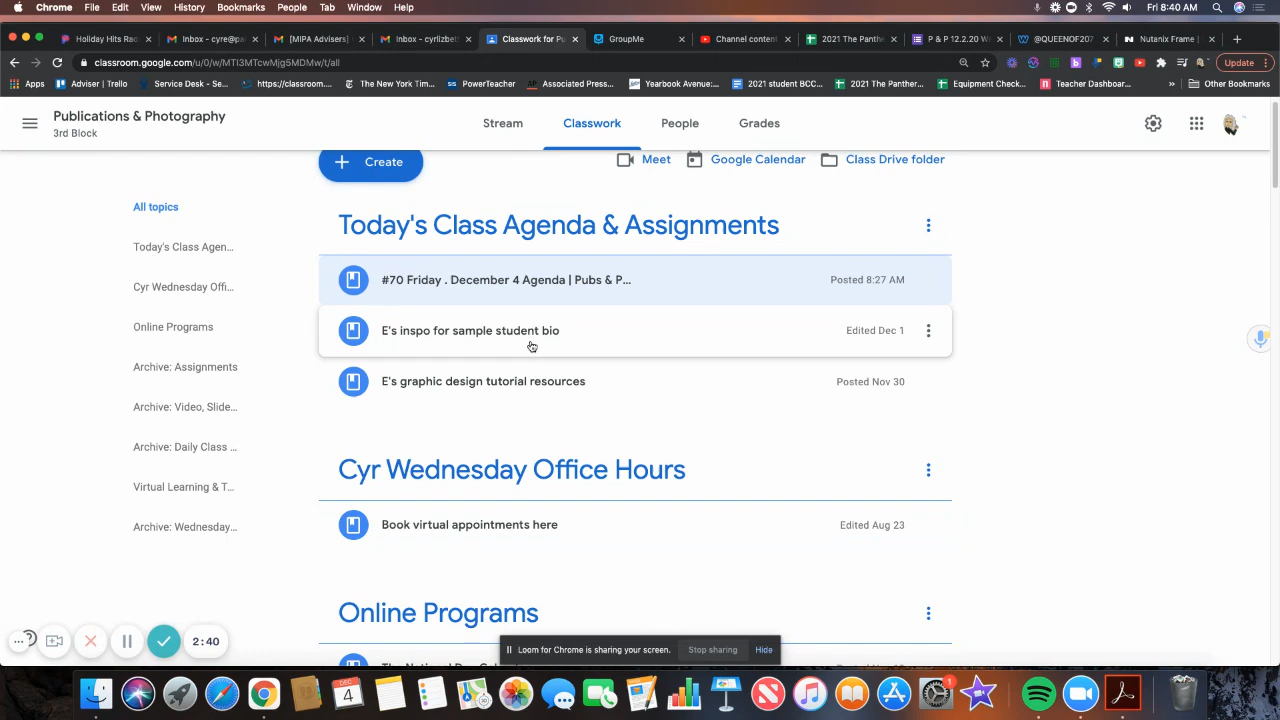 Chrome File Edit View History Bookmarks People Tab Window Help Fri 8:40 AM
Holiday Hits Rad Inbox - cyre@pa [MIPA Advisers] Inbox - cyrlizbeth Classwork for Pu GroupMe Channel content 2021 The Panthe P & P 12.2.20 W @QUEENOF207 Nutanix Frame
classroom.google.com/u/0/w/MTI3MTcwMjg5MDMw/t/all Update
Apps Adviser | Trello Service Desk - Se... https://classroom.... The New York Tim... PowerTeacher Associated Press... Yearbook Avenue:... 2021 student BCC... 2021 The Panther... Equipment Check... Teacher Dashboar... » Other Bookmarks
Publications & Photography
3rd Block
Stream Classwork People Grades
+ Create
Meet Google Calendar Class Drive folder
All topics
Today's Class Agen...
Cyr Wednesday Offi...
Online Programs
Archive: Assignments
Archive: Video, Slide...
Archive: Daily Class ...
Virtual Learning & T...
Archive: Wednesday...
Today's Class Agenda & Assignments
#70 Friday . December 4 Agenda | Pubs & P... Posted 8:27 AM
E's inspo for sample student bio Edited Dec 1
E's graphic design tutorial resources Posted Nov 30
Cyr Wednesday Office Hours
Book virtual appointments here Edited Aug 23
Online Programs
2:40
Loom for Chrome is sharing your screen. Stop sharing Hide
DEC
4
1